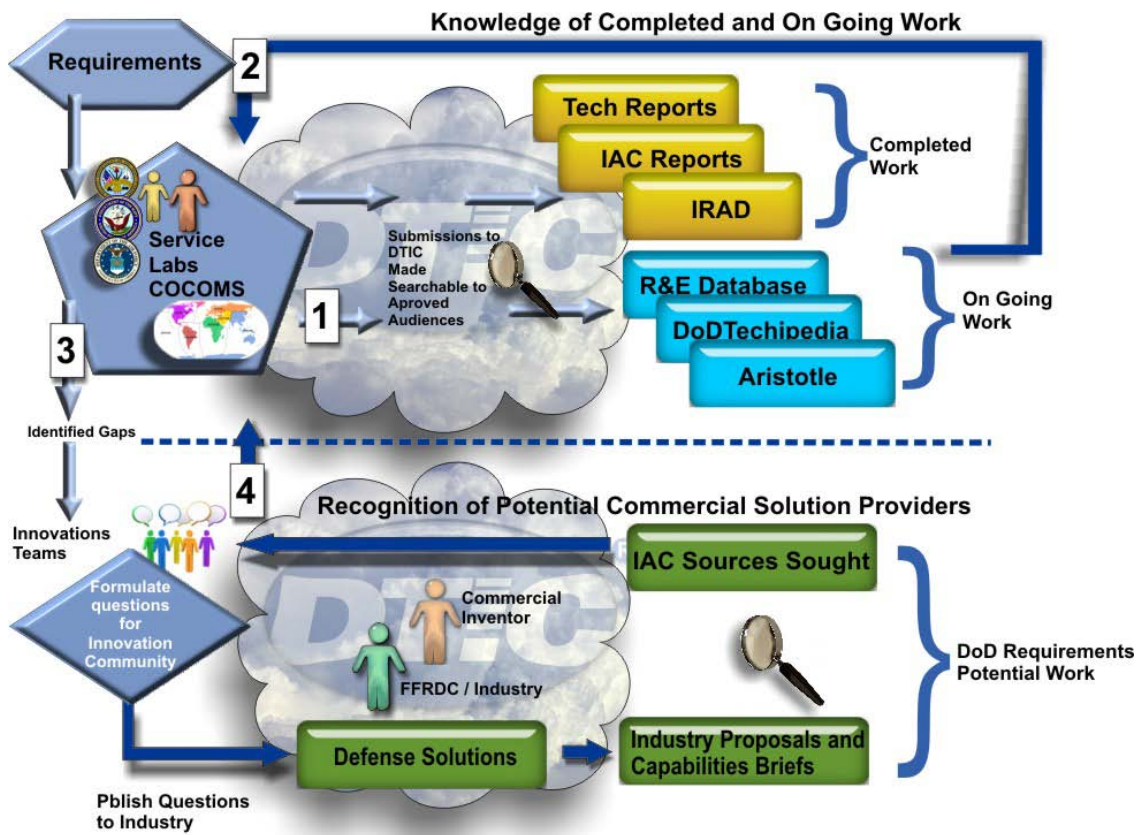 Knowledge of Completed and On Going Work
Requirements
2
Tech Reports
IAC Reports
IRAD
Completed
Work
Service
Labs
COCOMS
1
DTIC
Submissions to
DTIC
Made
Searchable to
Aproved
Audiences
R&E Database
DoDTechipedia
Aristotle
On Going
Work
3
Identified Gaps
4
Innovations
Teams
Recognition of Potential Commercial Solution Providers
IAC Sources Sought
Formulate
questions
for
Innovation
Community
DTIC
Commercial
Inventor
FFRDC / Industry
DoD Requirements
Potential Work
Defense Solutions
Industry Proposals and
Capabilities Briefs
Pblish Questions
to Industry